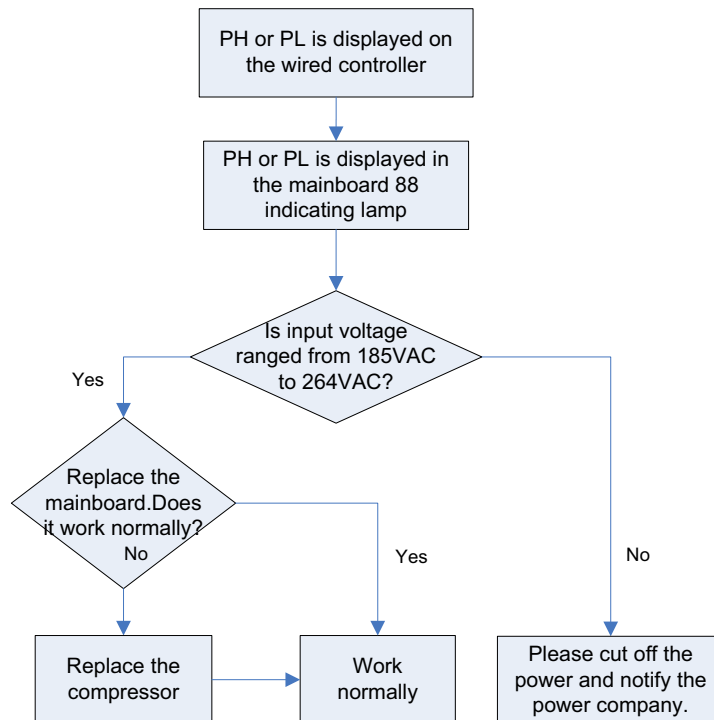 PH or PL is displayed on
the wired controller
PH or PL is displayed in
the mainboard 88
indicating lamp
Is input voltage
ranged from 185VAC
to 264VAC?
Yes
Replace the
mainboard.Does
it work normally?
No
Yes
No
Replace the
compressor
Work
normally
Please cut off the
power and notify the
power company.